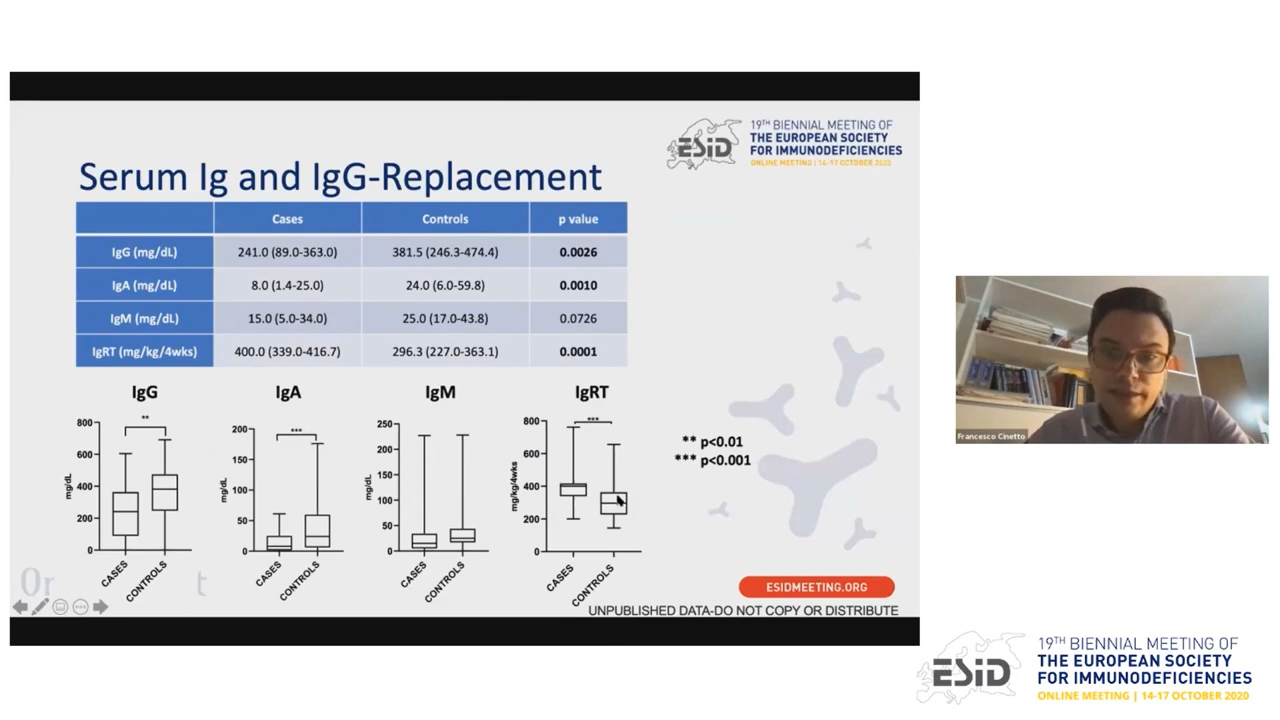 ESiD
19TH BIENNIAL MEETING OF
THE EUROPEAN SOCIETY
FOR IMMUNODEFICIENCIES
ONLINE MEETING | 14-17 OCTOBER 2020
Serum Ig and IgG-Replacement
Cases Controls p value
IgG (mg/dL) 241.0 (89.0-363.0) 381.5 (246.3-474.4) 0.0026
IgA (mg/dL) 8.0 (1.4-25.0) 24.0 (6.0-59.8) 0.0010
IgM (mg/dL) 15.0 (5.0-34.0) 25.0 (17.0-43.8) 0.0726
IgRT (mg/kg/4wks) 400.0 (339.0-416.7) 296.3 (227.0-363.1) 0.0001
IgG
**
mg/dL
800
600
400
200
0
CASES
CONTROLS
IgA
***
mg/dL
200
150
100
50
0
CASES
CONTROLS
IgM
mg/dL
250
200
150
100
50
0
CASES
CONTROLS
IgRT
***
mg/kg/4wks
800
600
400
200
0
CASES
CONTROLS
** p<0.01
*** p<0.001
Or t
ESIDMEETING.ORG
UNPUBLISHED DATA-DO NOT COPY OR DISTRIBUTE
Francesco Cinetto
ESiD
19TH BIENNIAL MEETING OF
THE EUROPEAN SOCIETY
FOR IMMUNODEFICIENCIES
ONLINE MEETING | 14-17 OCTOBER 2020